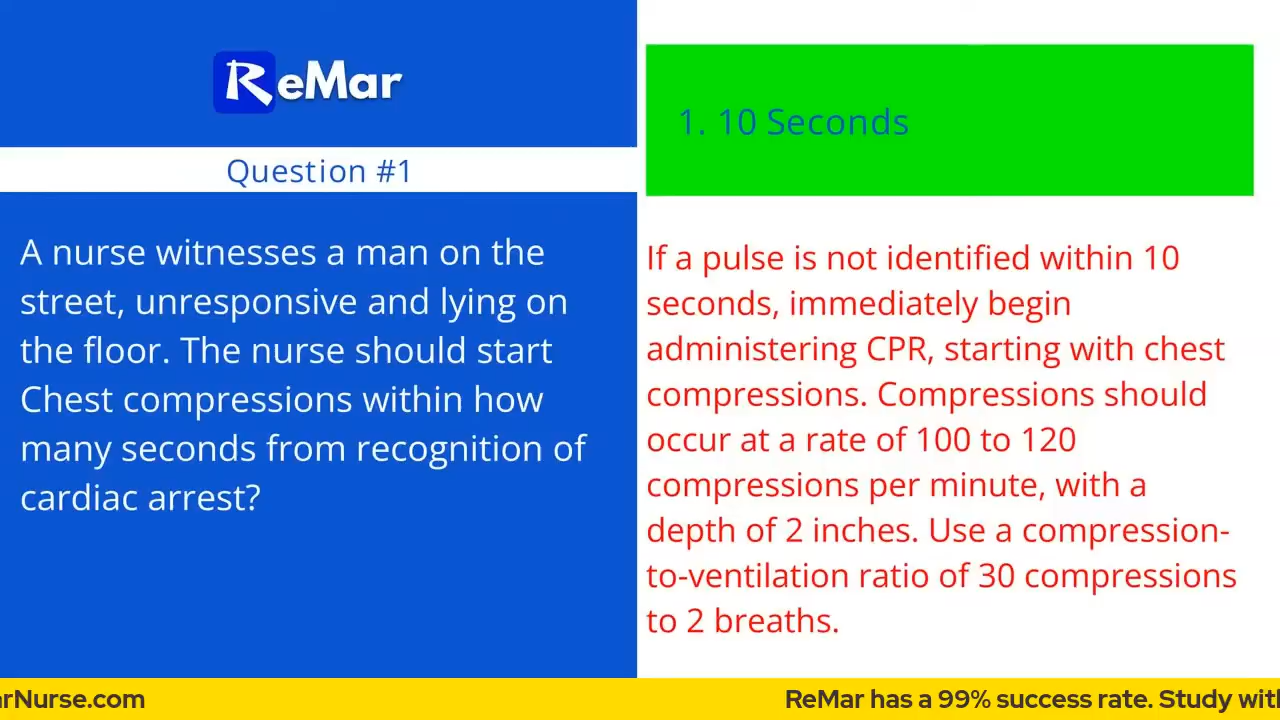 ReMar
Question #1
A nurse witnesses a man on the
street, unresponsive and lying on
the floor. The nurse should start
Chest compressions within how
many seconds from recognition of
cardiac arrest?
1. 10 Seconds
If a pulse is not identified within 10
seconds, immediately begin
administering CPR, starting with chest
compressions. Compressions should
occur at a rate of 100 to 120
compressions per minute, with a
depth of 2 inches. Use a compression-
to-ventilation ratio of 30 compressions
to 2 breaths.
arNurse.com
ReMar has a 99% success rate. Study with